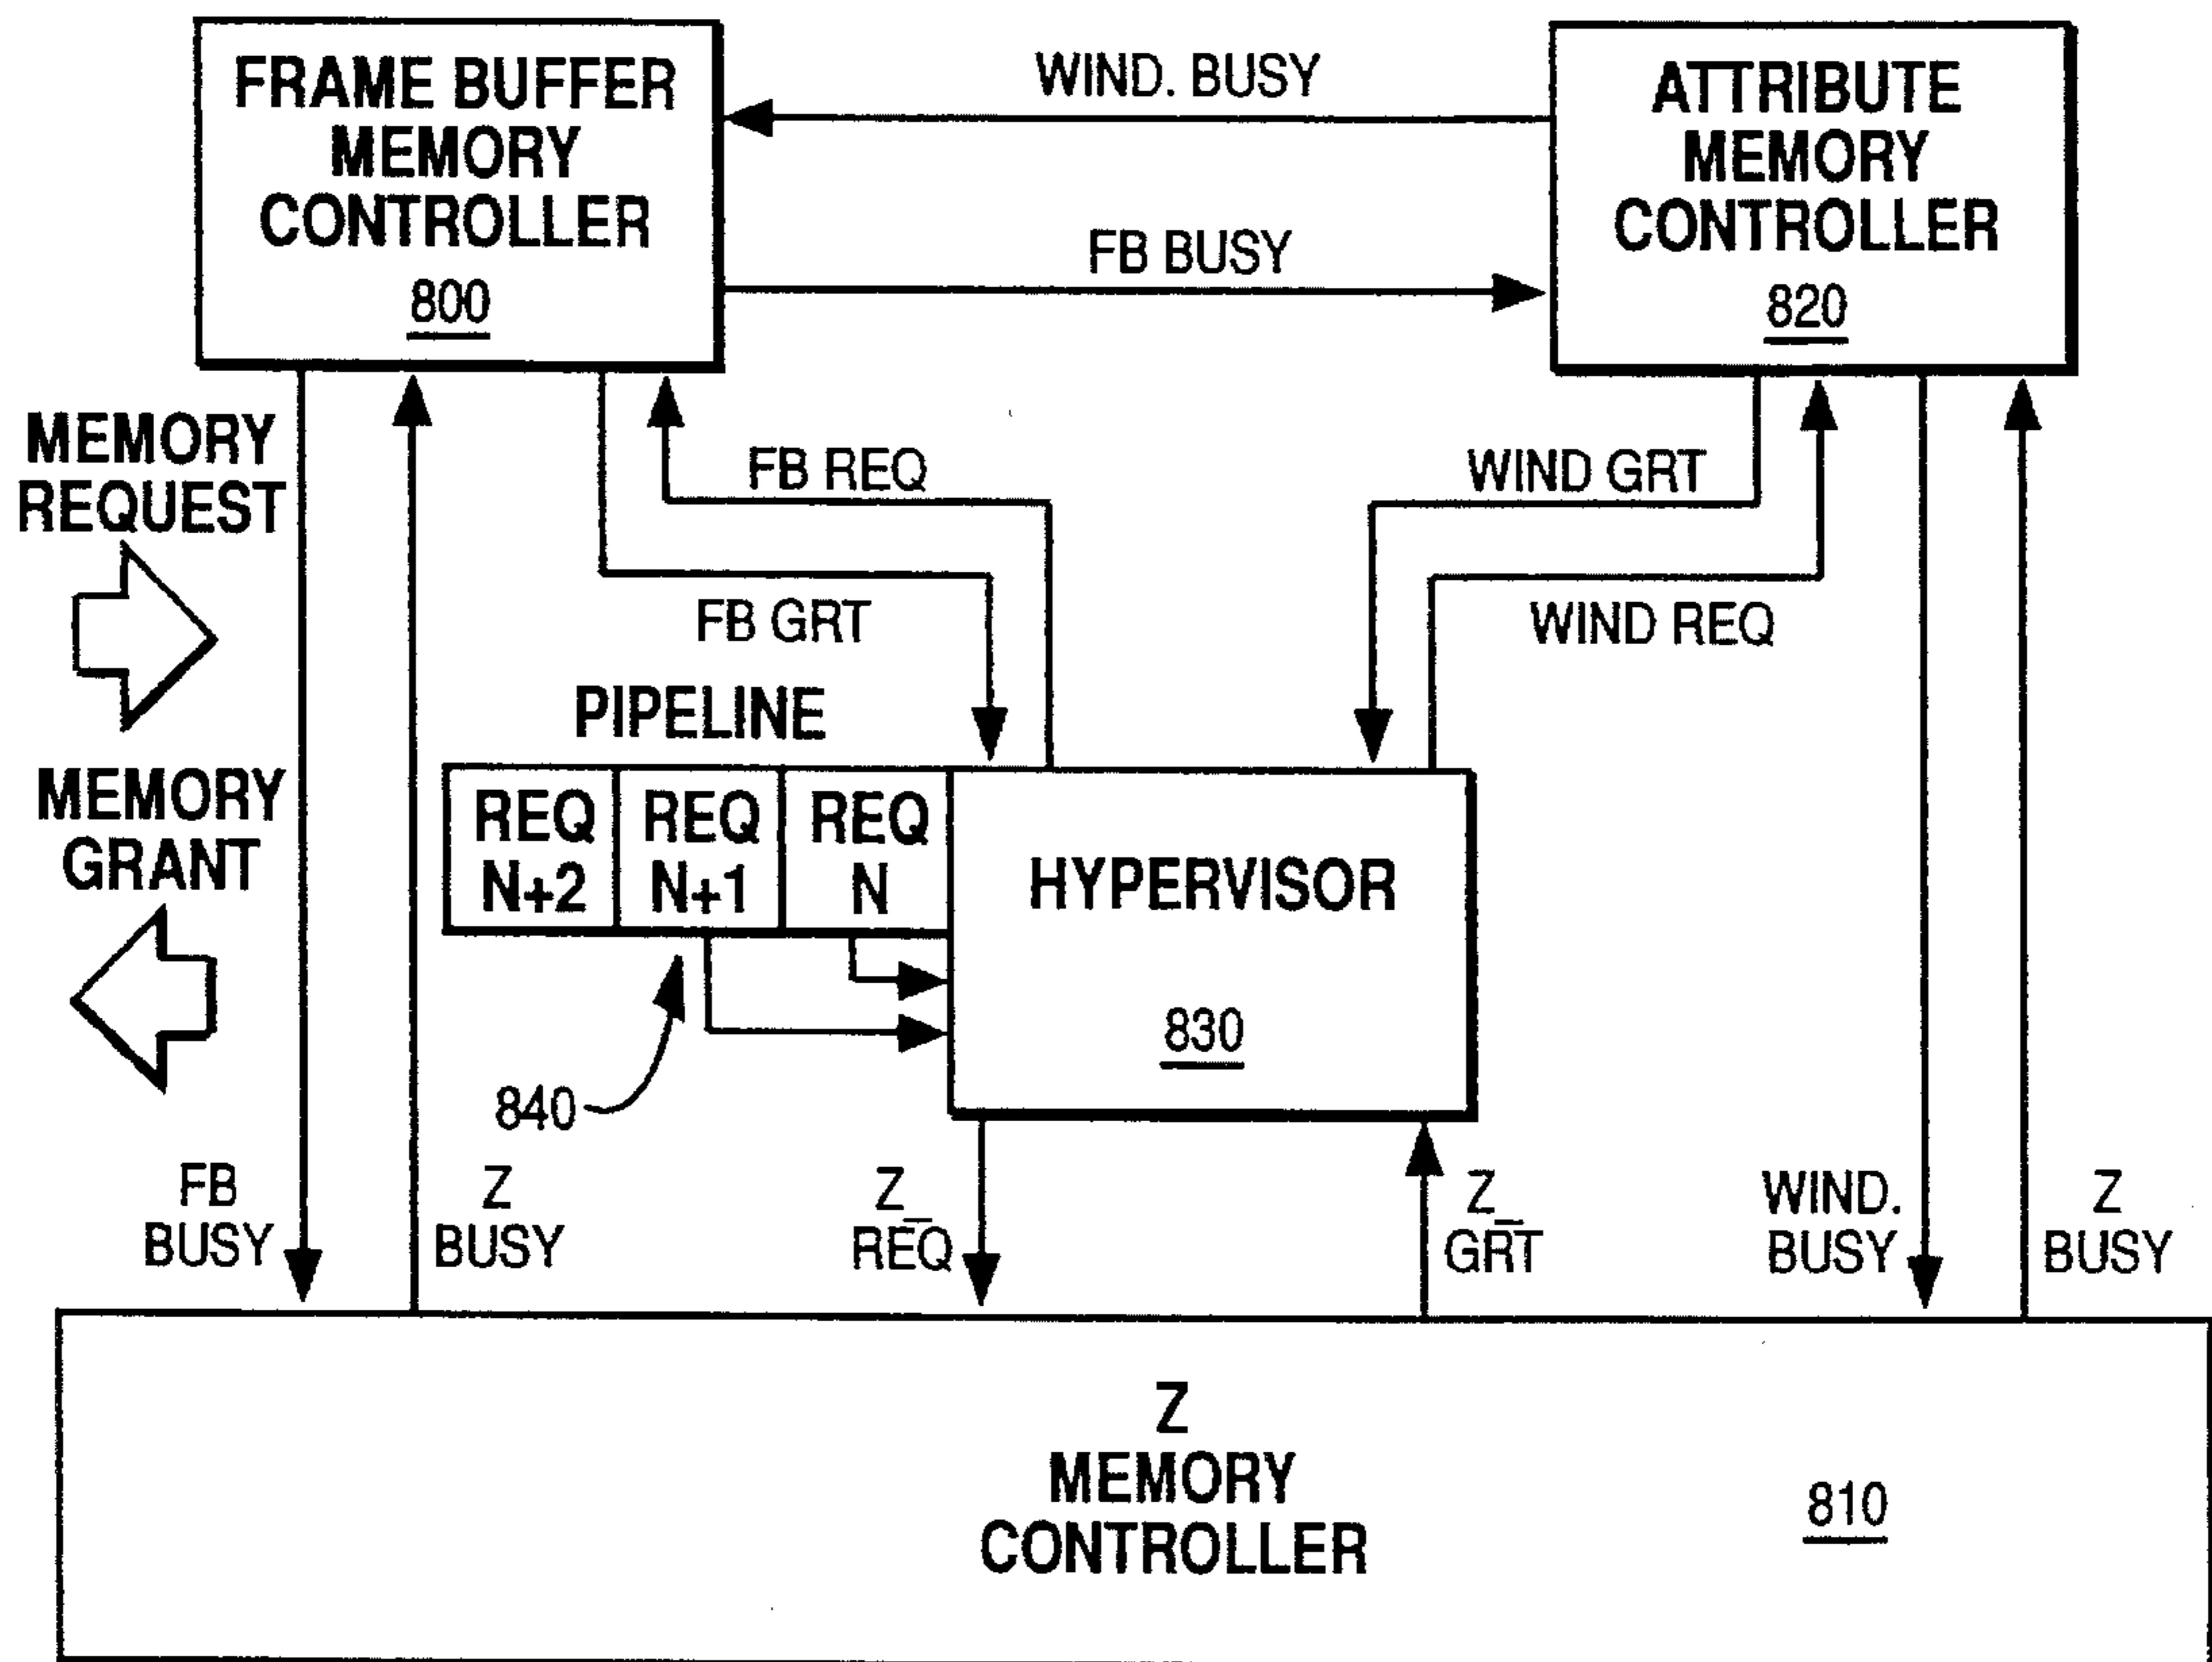 FRAME BUFFER
MEMORY
CONTROLLER
800
WIND. BUSY
FB BUSY
ATTRIBUTE
MEMORY
CONTROLLER
820
MEMORY
REQUEST
FB REQ
FB GRT
WIND GRT
WIND REQ
MEMORY
GRANT
PIPELINE
REQ
N+2
REQ
N+1
REQ
N
HYPERVISOR
830
840
FB
BUSY
Z
BUSY
Z_
REQ
Z_
GRT
WIND.
BUSY
Z
BUSY
Z
MEMORY
CONTROLLER
810